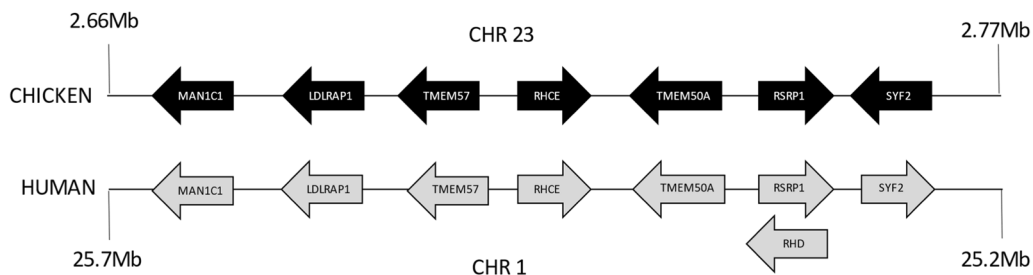 2.66Mb CHR 23 2.77Mb
CHICKEN MAN1C1 LDLRAP1 TMEM57 RHCE TMEM50A RSRP1 SYF2
HUMAN MAN1C1 LDLRAP1 TMEM57 RHCE TMEM50A RSRP1 SYF2
RHD
25.7Mb CHR 1 25.2Mb